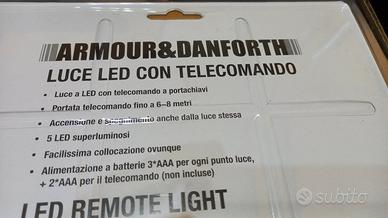 ARMOUR&DANFORTH
LUCE LED CON TELECOMANDO
• Luce a LED con telecomando a portachiavi
• Portata telecomando fino a 6-8 metri
• Accensione e spegnimento anche dalla luce stessa
• 5 LED superluminosi
• Facilissima collocazione ovunque
• Alimentazione a batterie 3*AAA per ogni punto luce,
+ 2*AAA per il telecomando (non incluse)
LED REMOTE LIGHT
subito